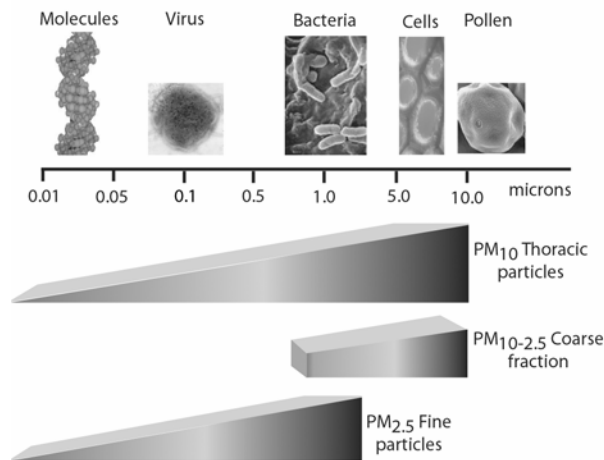 Molecules Virus Bacteria Cells Pollen
0.01 0.05 0.1 0.5 1.0 5.0 10.0 microns
PM10 Thoracic
particles
PM10-2.5 Coarse
fraction
PM2.5 Fine
particles